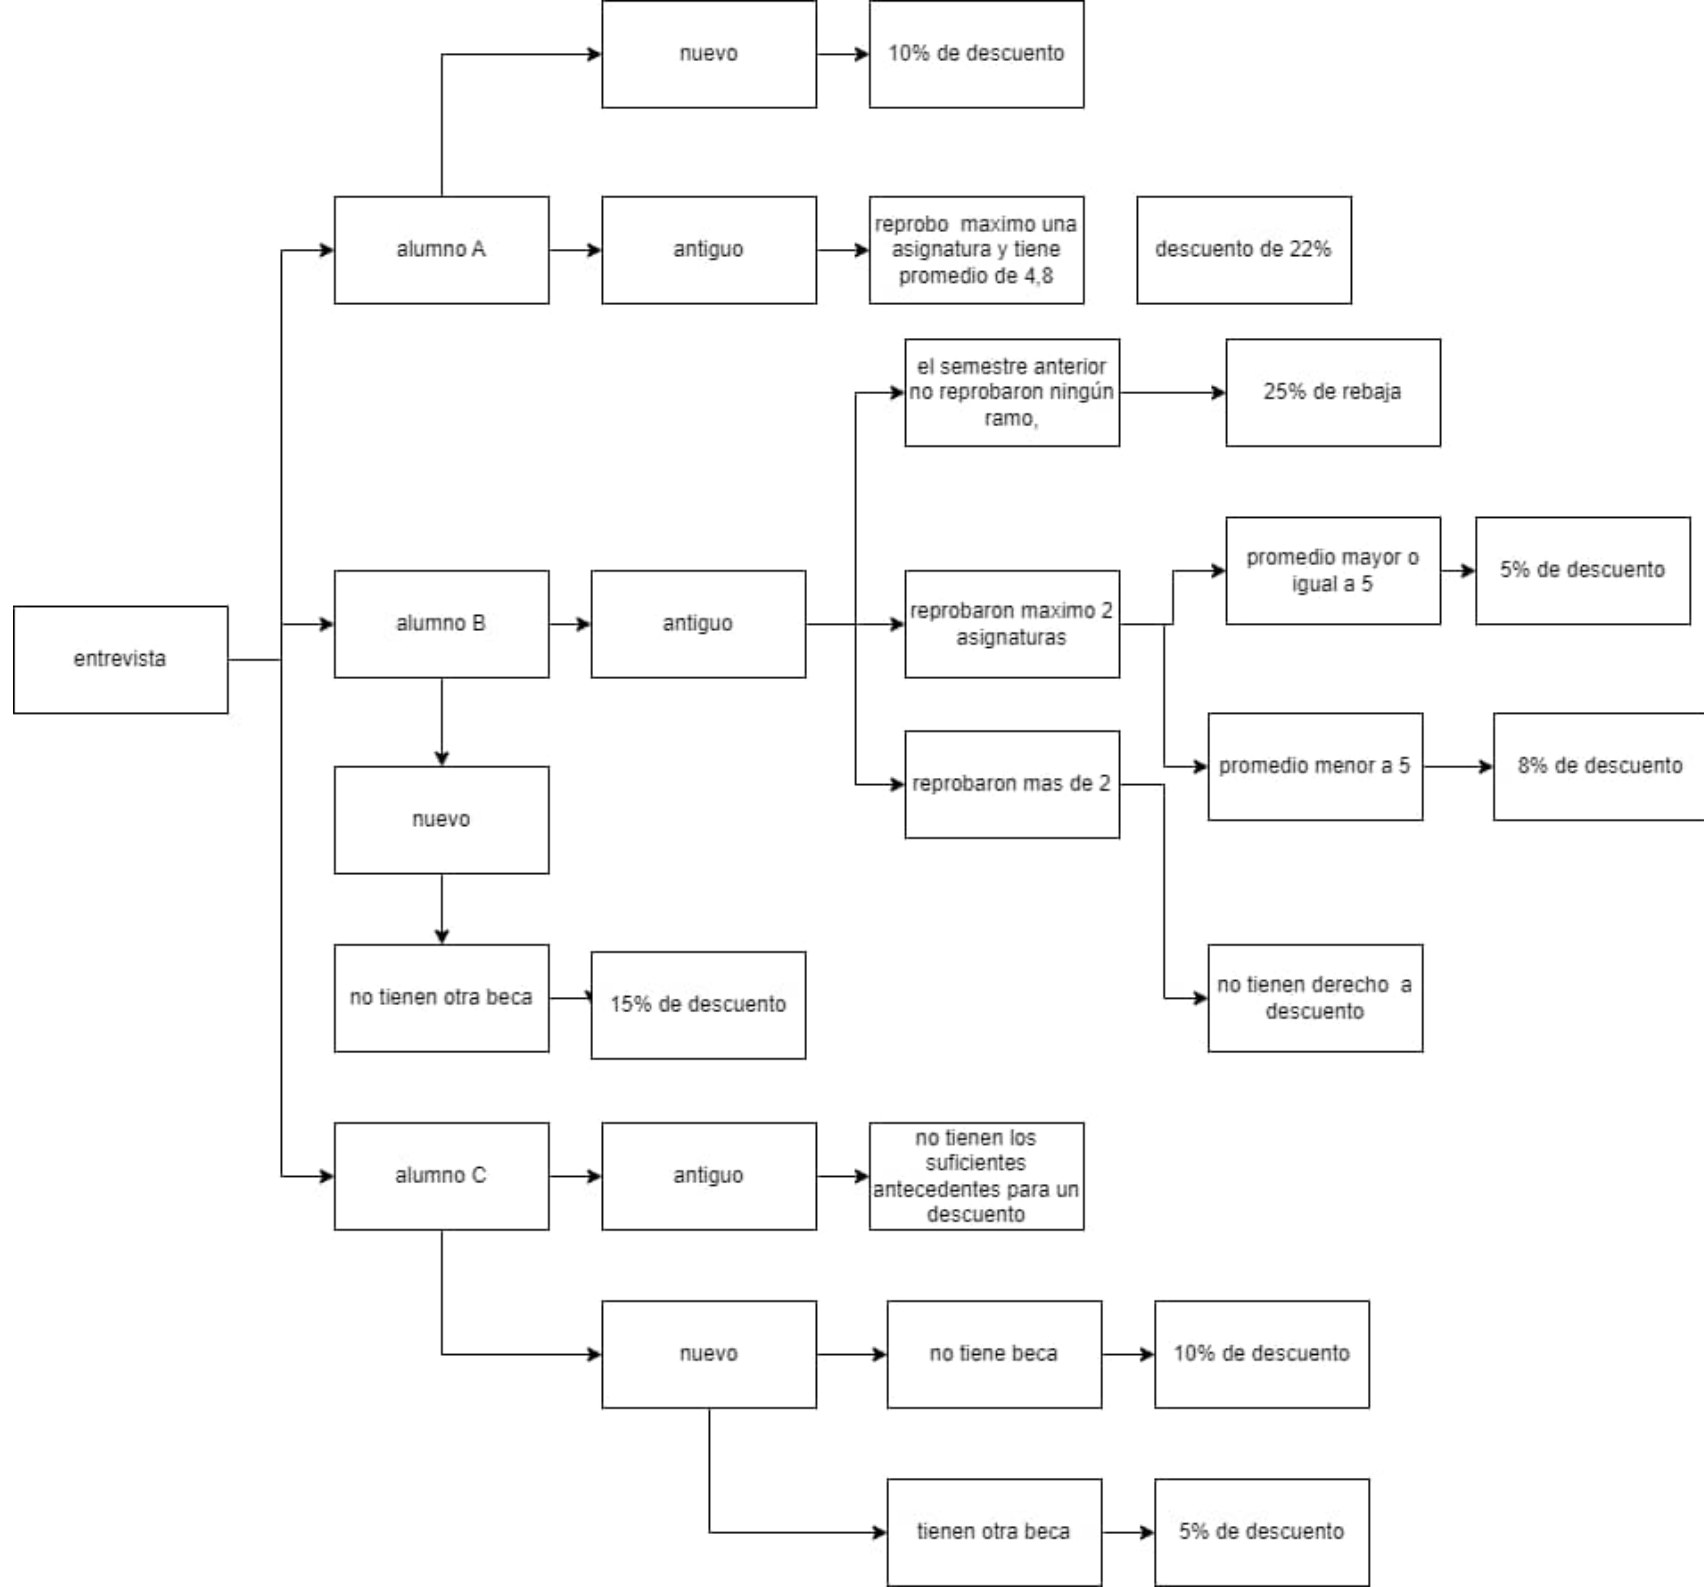 nuevo
10% de descuento
alumno A
antiguo
reprobo maximo una
asignatura y tiene
promedio de 4,8
descuento de 22%
el semestre anterior
no reprobaron ningún
ramo,
25% de rebaja
promedio mayor o
igual a 5
5% de descuento
alumno B
antiguo
reprobaron maximo 2
asignaturas
entrevista
promedio menor a 5
8% de descuento
reprobaron mas de 2
nuevo
no tienen otra beca
15% de descuento
no tienen derecho a
descuento
alumno C
antiguo
no tienen los
suficientes
antecedentes para un
descuento
nuevo
no tiene beca
10% de descuento
tienen otra beca
5% de descuento